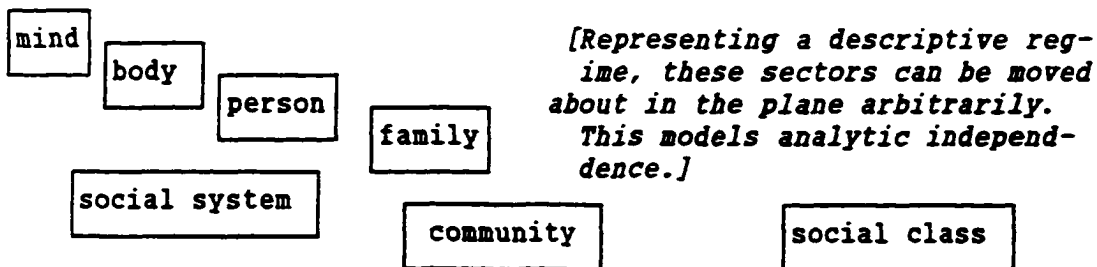 mind
body
person
family
[Representing a descriptive reg-
ime, these sectors can be moved
about in the plane arbitrarily.
This models analytic independ-
dence.]
social system
community
social class